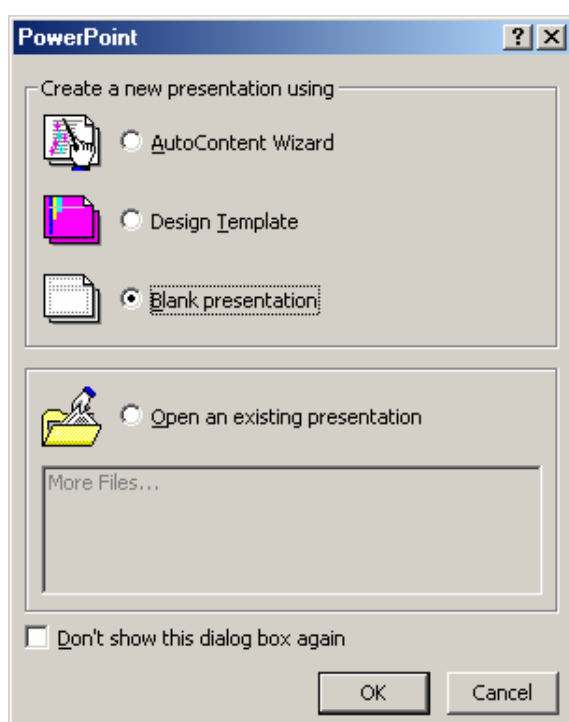 PowerPoint
Create a new presentation using
AutoContent Wizard
Design Template
Blank presentation
Open an existing presentation
More Files...
Don't show this dialog box again
OK Cancel